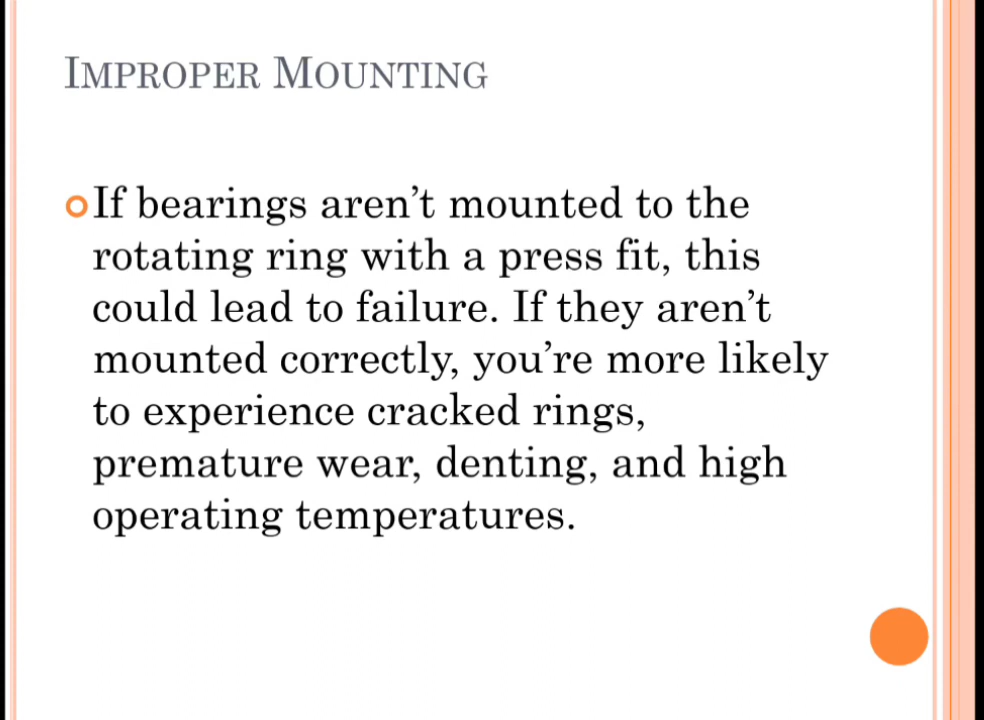 IMPROPER MOUNTING
If bearings aren’t mounted to the
rotating ring with a press fit, this
could lead to failure. If they aren’t
mounted correctly, you’re more likely
to experience cracked rings,
premature wear, denting, and high
operating temperatures.